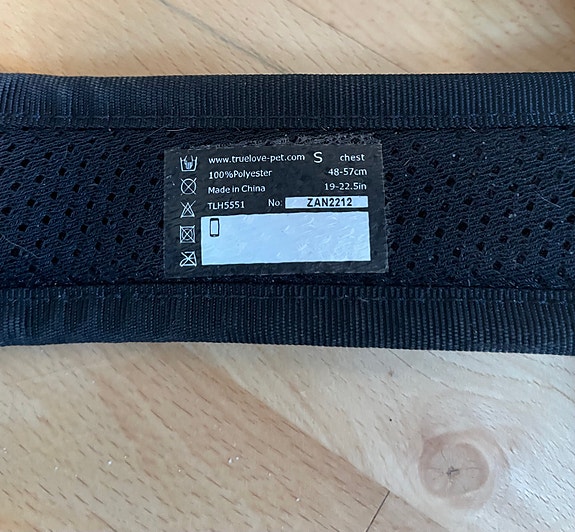 www.truelove-pet.com S chest
100%Polyester 48-57cm
Made in China 19-22.5in
TLH5551 No: ZAN2212